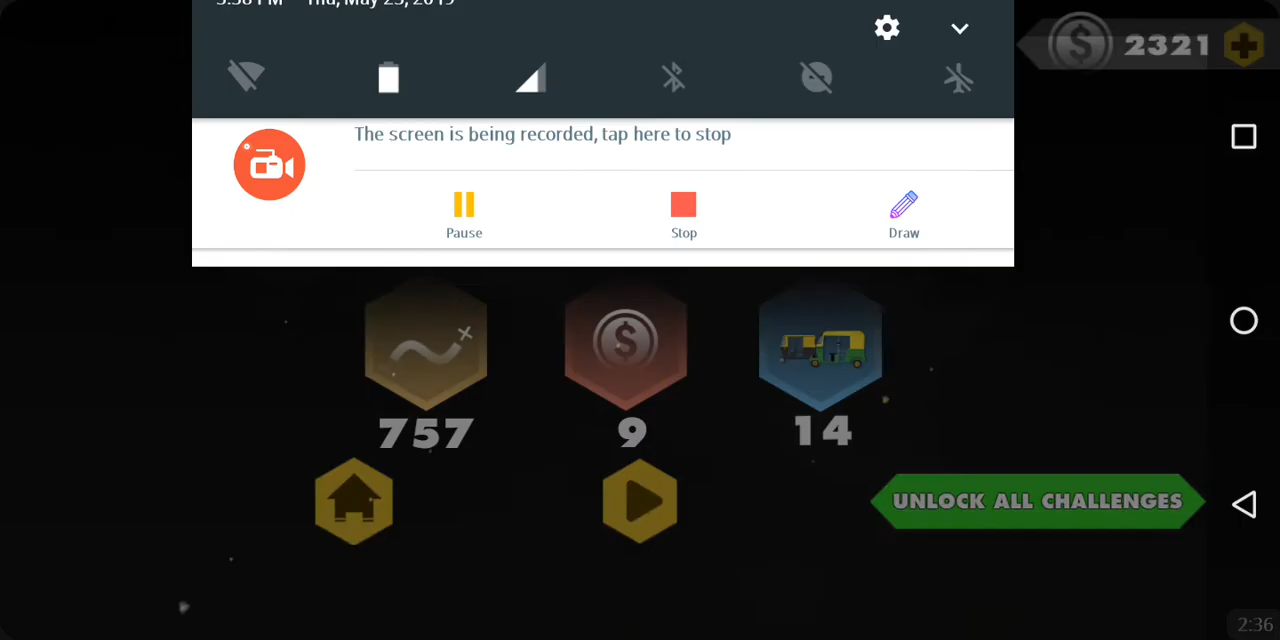 2321
The screen is being recorded, tap here to stop
Pause
Stop
Draw
757
9
14
UNLOCK ALL CHALLENGES
2:36